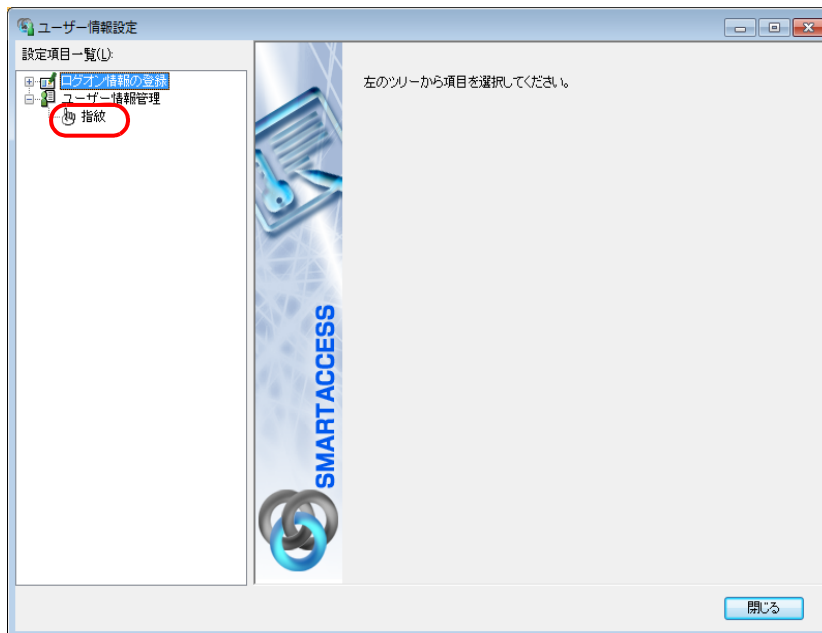 ユーザー情報設定
設定項目一覧(L):
ログオン情報の登録
ユーザー情報管理
指紋
左のツリーから項目を選択してください。
SMARTACCESS
閉じる